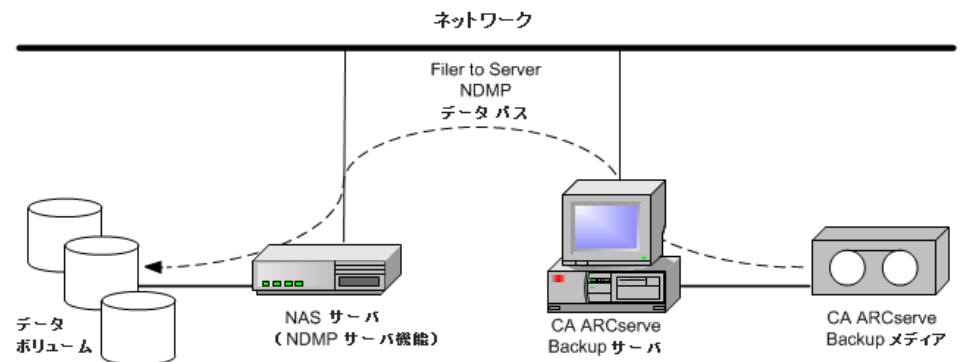 ネットワーク
Filer to Server
NDMP
データ パス
データ
ボリューム
NAS サーバ
(NDMP サーバ機能)
CA ARCserve
Backup サーバ
CA ARCserve
Backup メディア